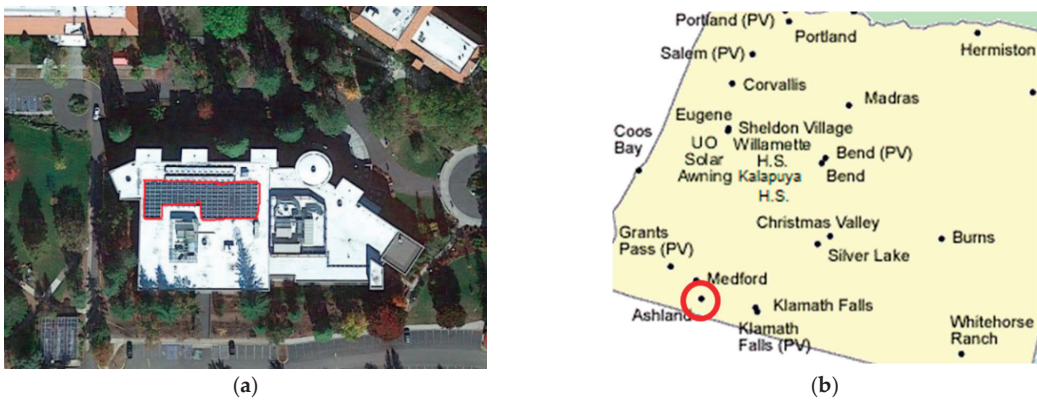 Portland (PV)
Portland
Hermiston
Salem (PV)
Corvallis
Madras
Eugene
Sheldon Village
Coos
Bay
UO
Solar
Awning
Willamette
H.S.
Kalapuya
H.S.
Bend (PV)
Bend
Christmas Valley
Grants
Pass (PV)
Silver Lake
Burns
Medford
Ashland
Klamath Falls
Klamath
Falls (PV)
Whitehorse
Ranch
(a)
(b)